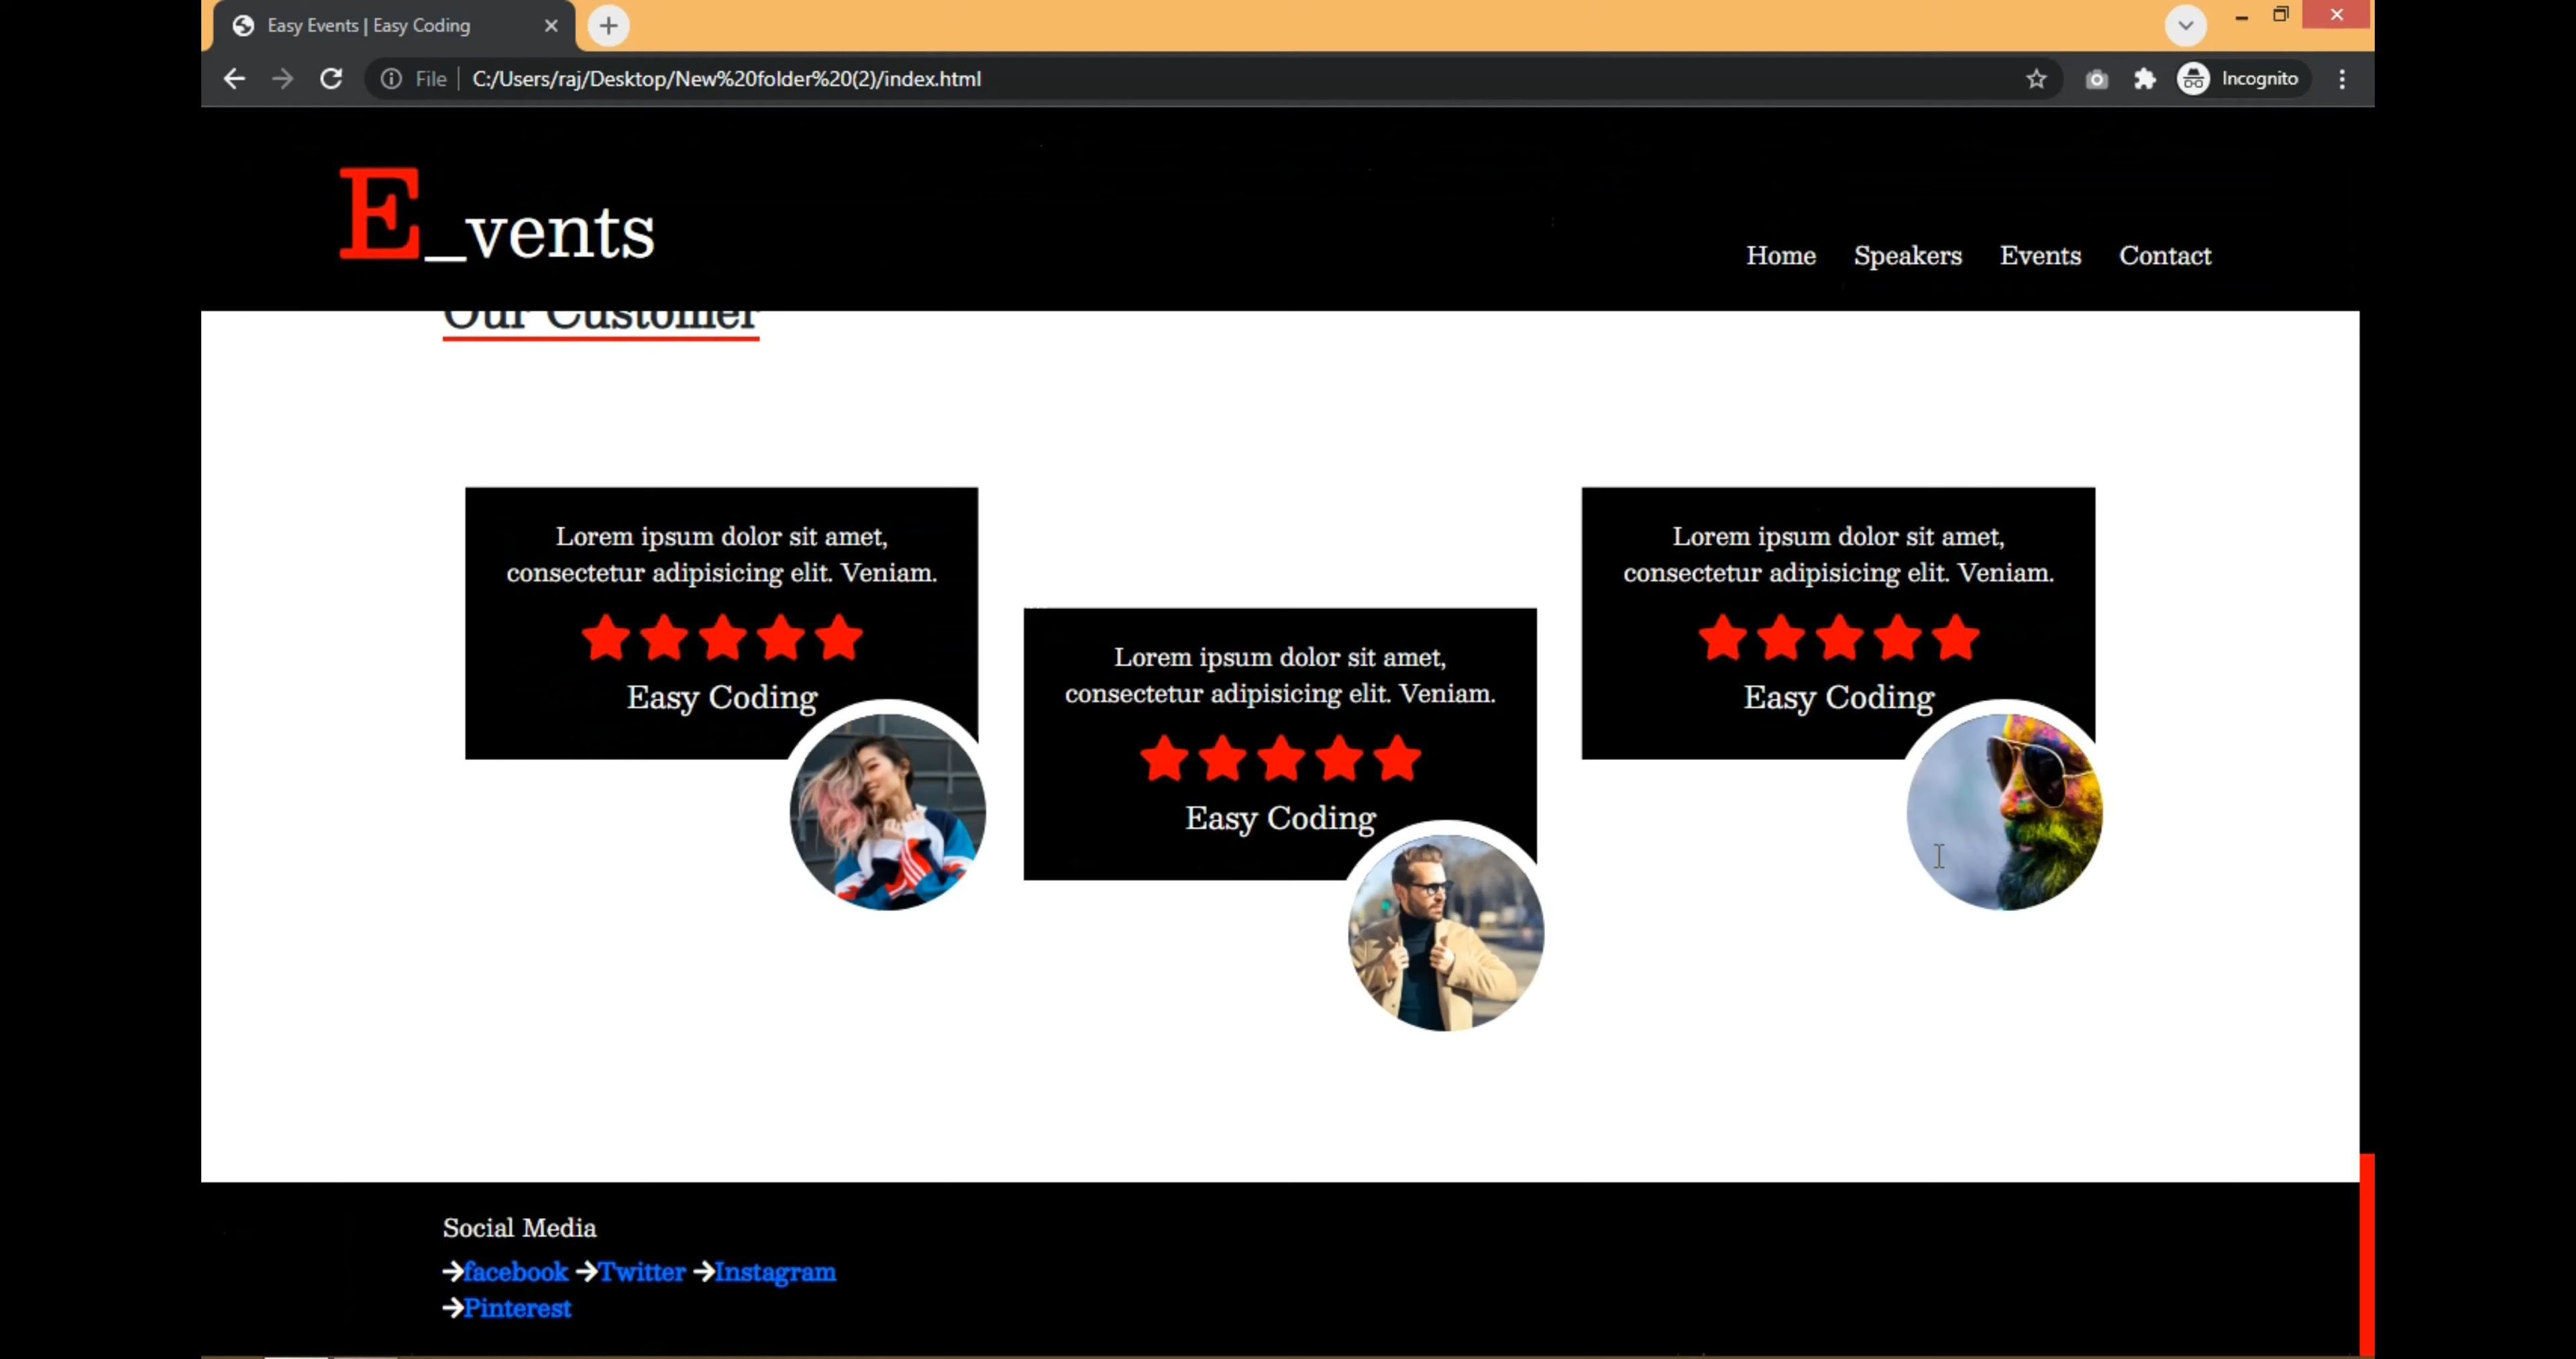 Easy Events | Easy Coding
File
C:/Users/raj/Desktop/New%20folder%20(2)/index.html
Incognito
E_vents
Home Speakers Events Contact
Our Customer
Lorem ipsum dolor sit amet,
consectetur adipisicing elit. Veniam.
Easy Coding
Lorem ipsum dolor sit amet,
consectetur adipisicing elit. Veniam.
Easy Coding
Lorem ipsum dolor sit amet,
consectetur adipisicing elit. Veniam.
Easy Coding
Social Media
facebook Twitter Instagram
Pinterest